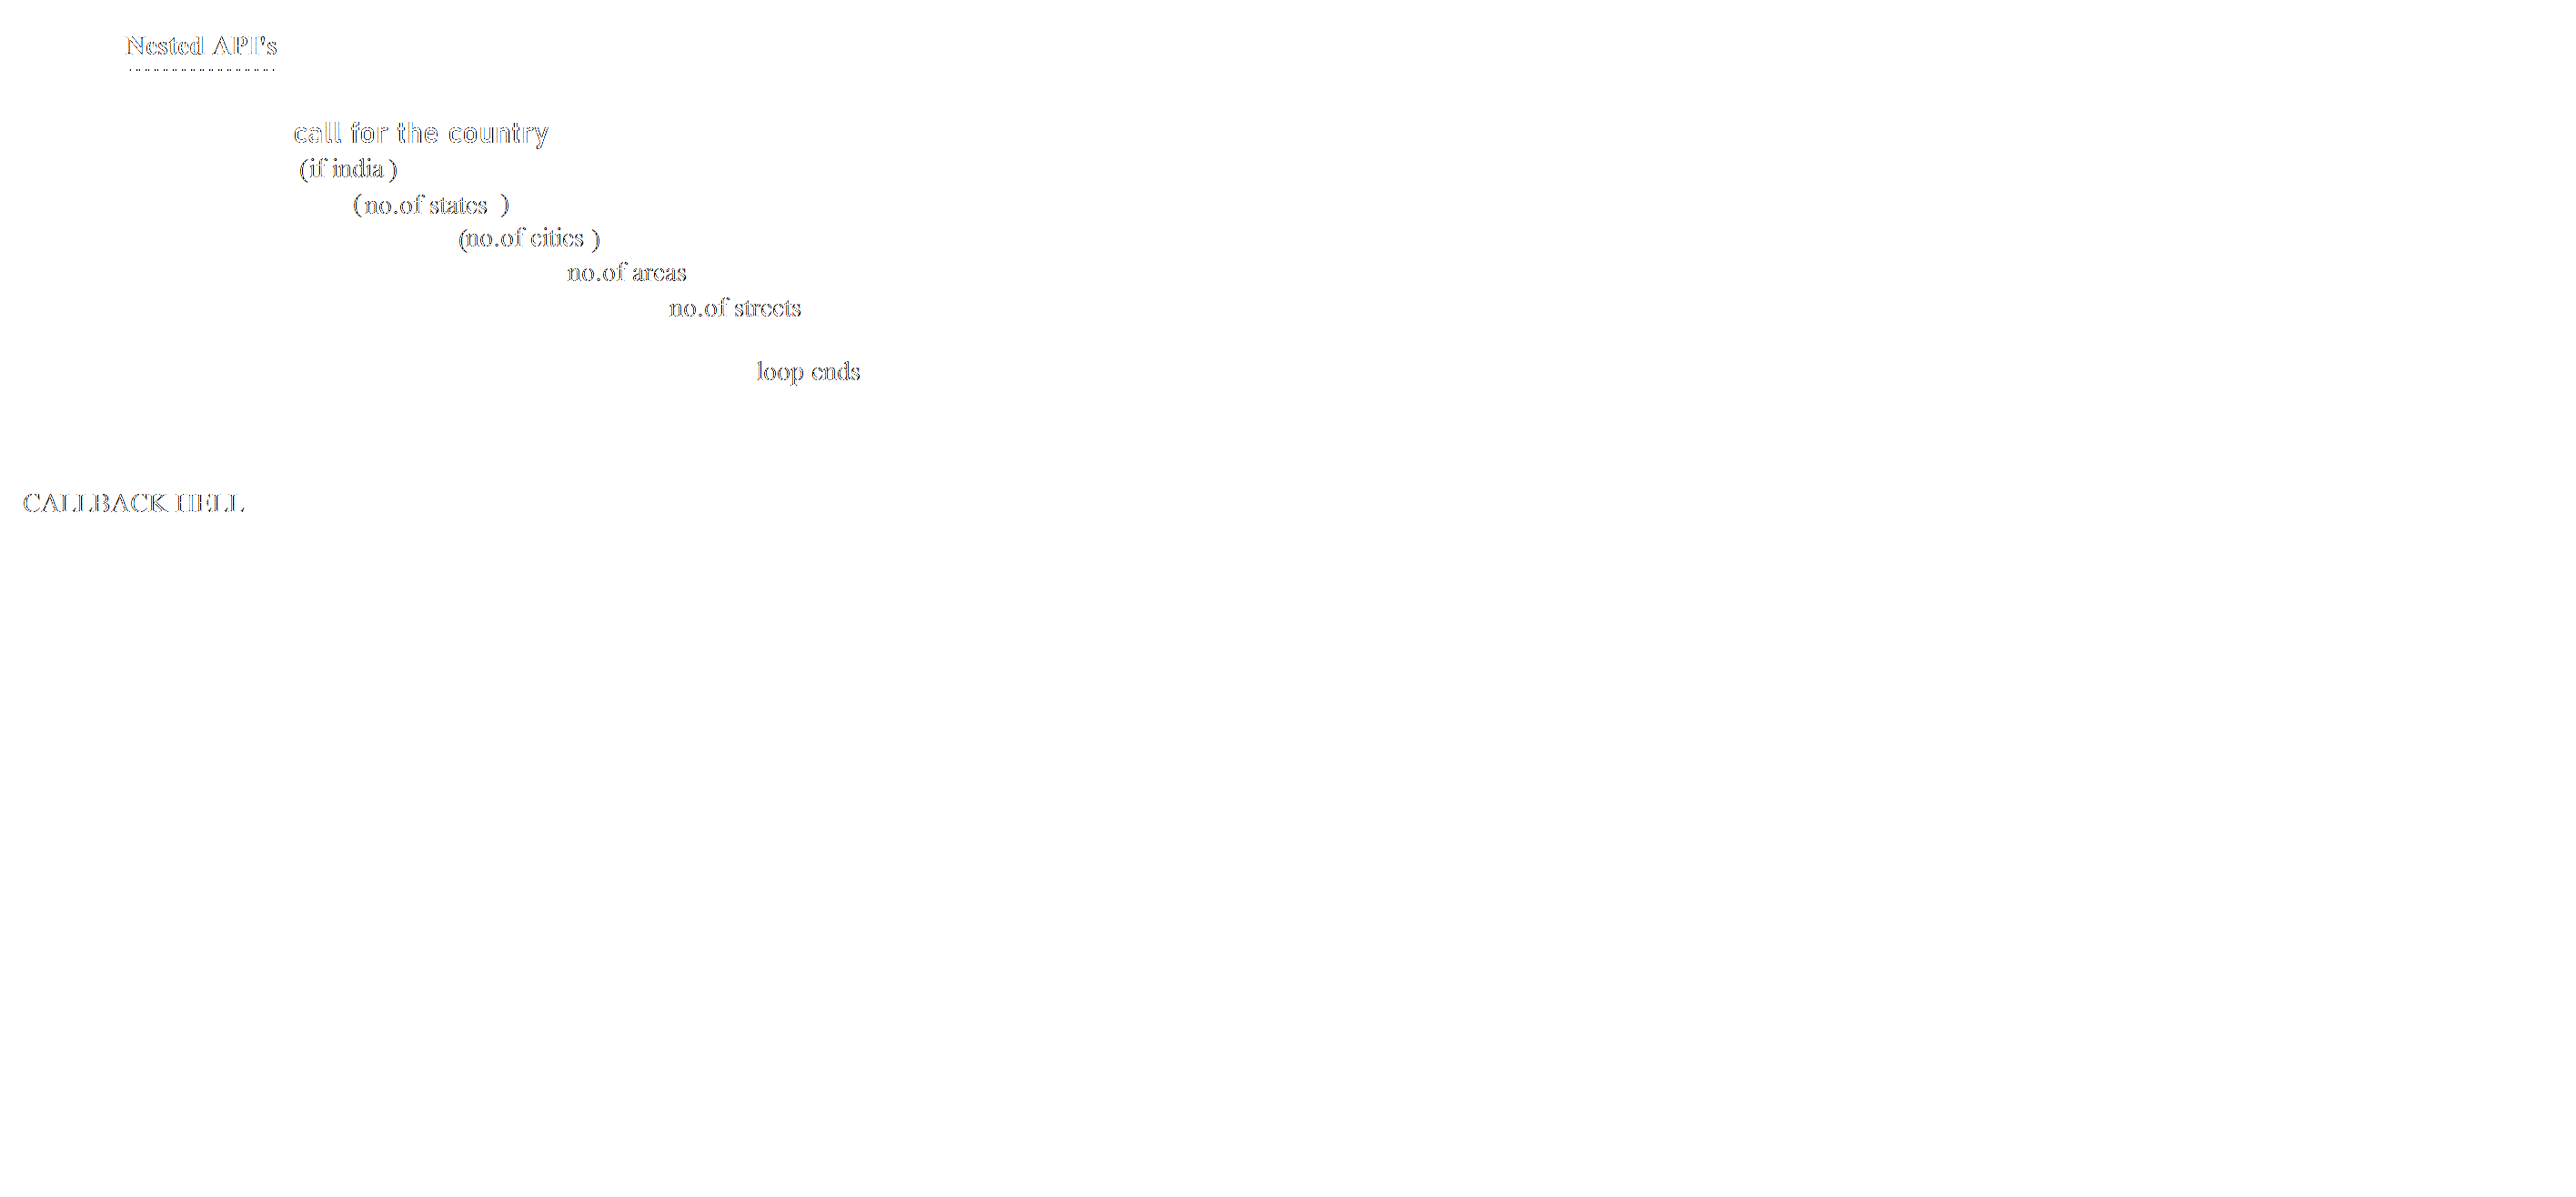 Nested API's
------------------
call for the country
(if india )
(no.of states  )
(no.of cities )
no.of areas
no.of streets
loop ends
CALLBACK HELL